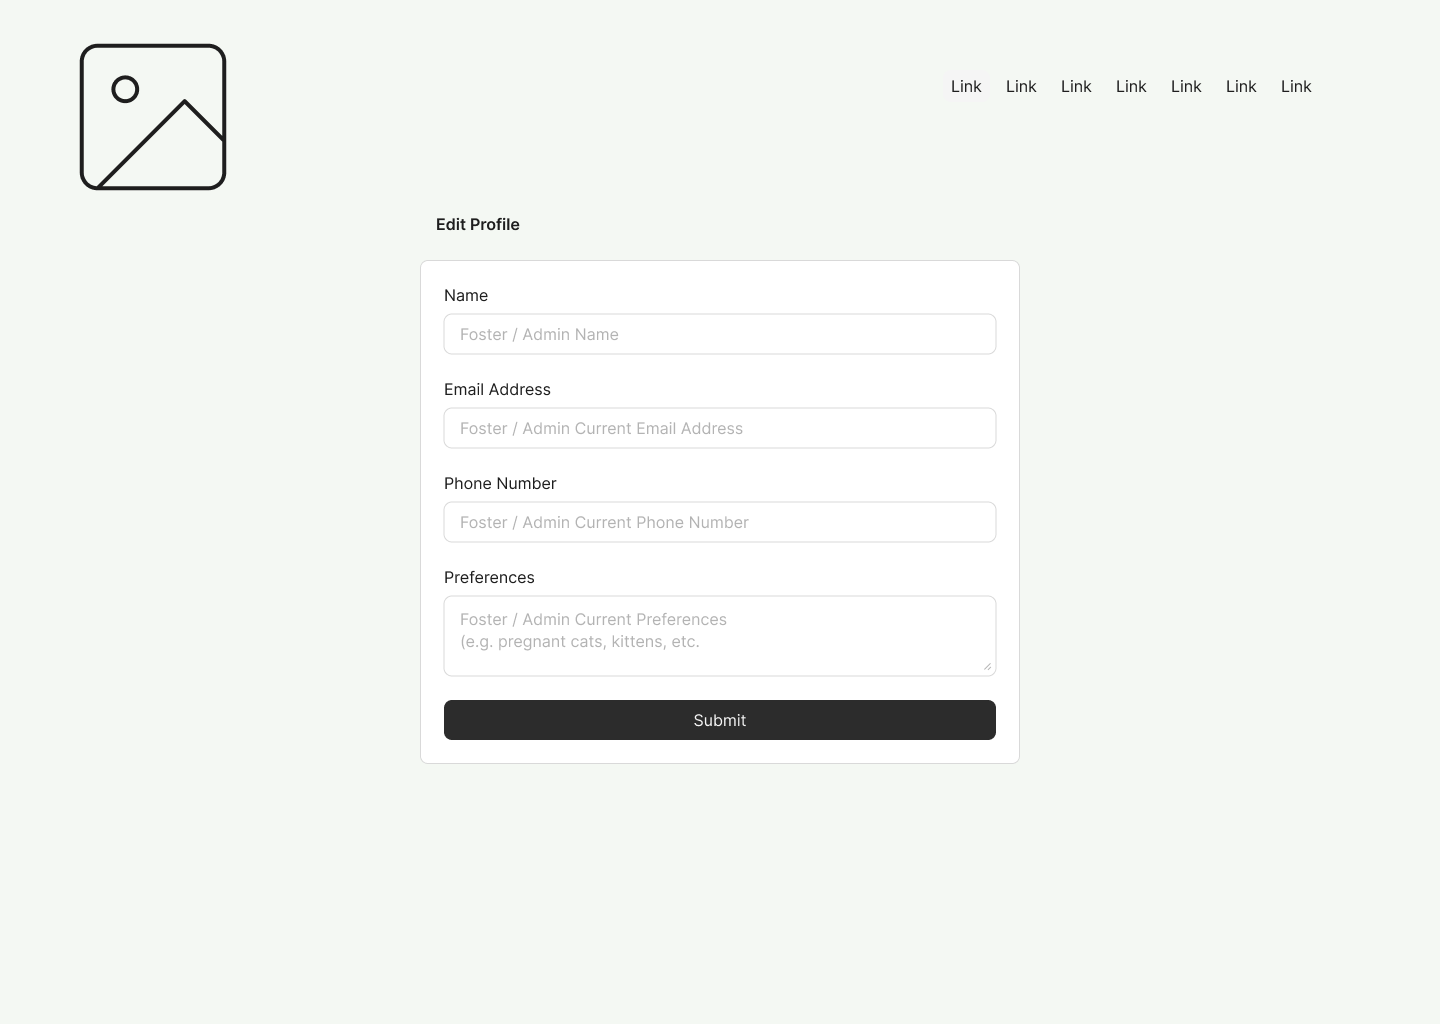 Link Link Link Link Link Link Link
Edit Profile
Name
Foster / Admin Name
Email Address
Foster / Admin Current Email Address
Phone Number
Foster / Admin Current Phone Number
Preferences
Foster / Admin Current Preferences
(e.g. pregnant cats, kittens, etc.
Submit